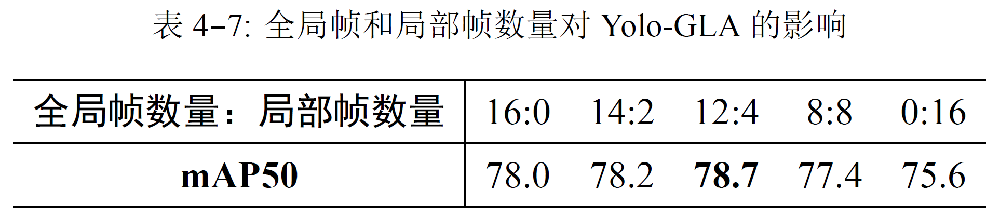 表 4–7: 全局帧和局部帧数量对 Yolo-GLA 的影响
全局帧数量：局部帧数量 16:0 14:2 12:4 8:8 0:16
mAP50 78.0 78.2 78.7 77.4 75.6